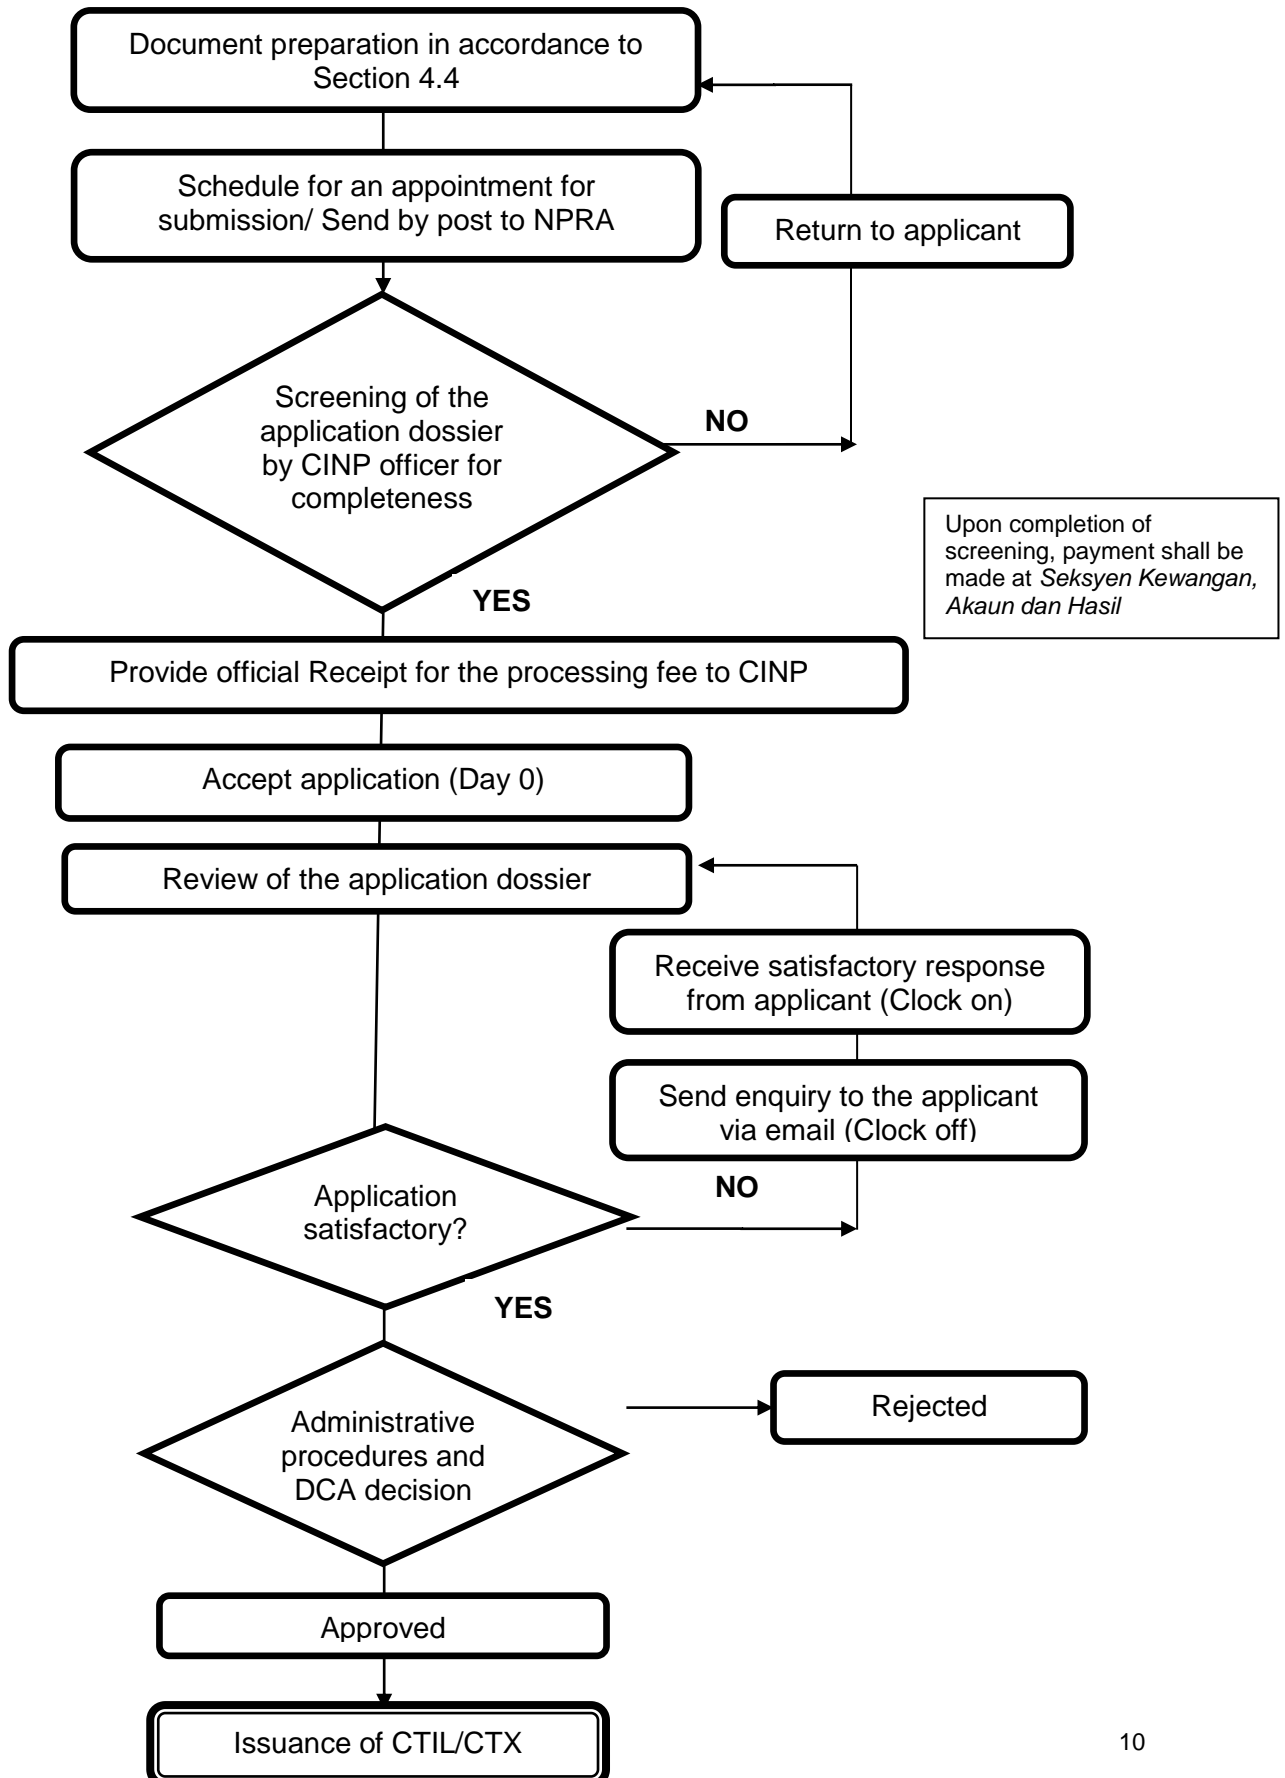 Document preparation in accordance to
Section 4.4
Schedule for an appointment for
submission/ Send by post to NPRA
Return to applicant
Screening of the
application dossier
by CINP officer for
completeness
NO
Upon completion of
screening, payment shall be
made at Seksyen Kewangan,
Akaun dan Hasil
YES
Provide official Receipt for the processing fee to CINP
Accept application (Day 0)
Review of the application dossier
Receive satisfactory response
from applicant (Clock on)
Send enquiry to the applicant
via email (Clock off)
NO
Application
satisfactory?
YES
Administrative
procedures and
DCA decision
Rejected
Approved
Issuance of CTIL/CTX
10